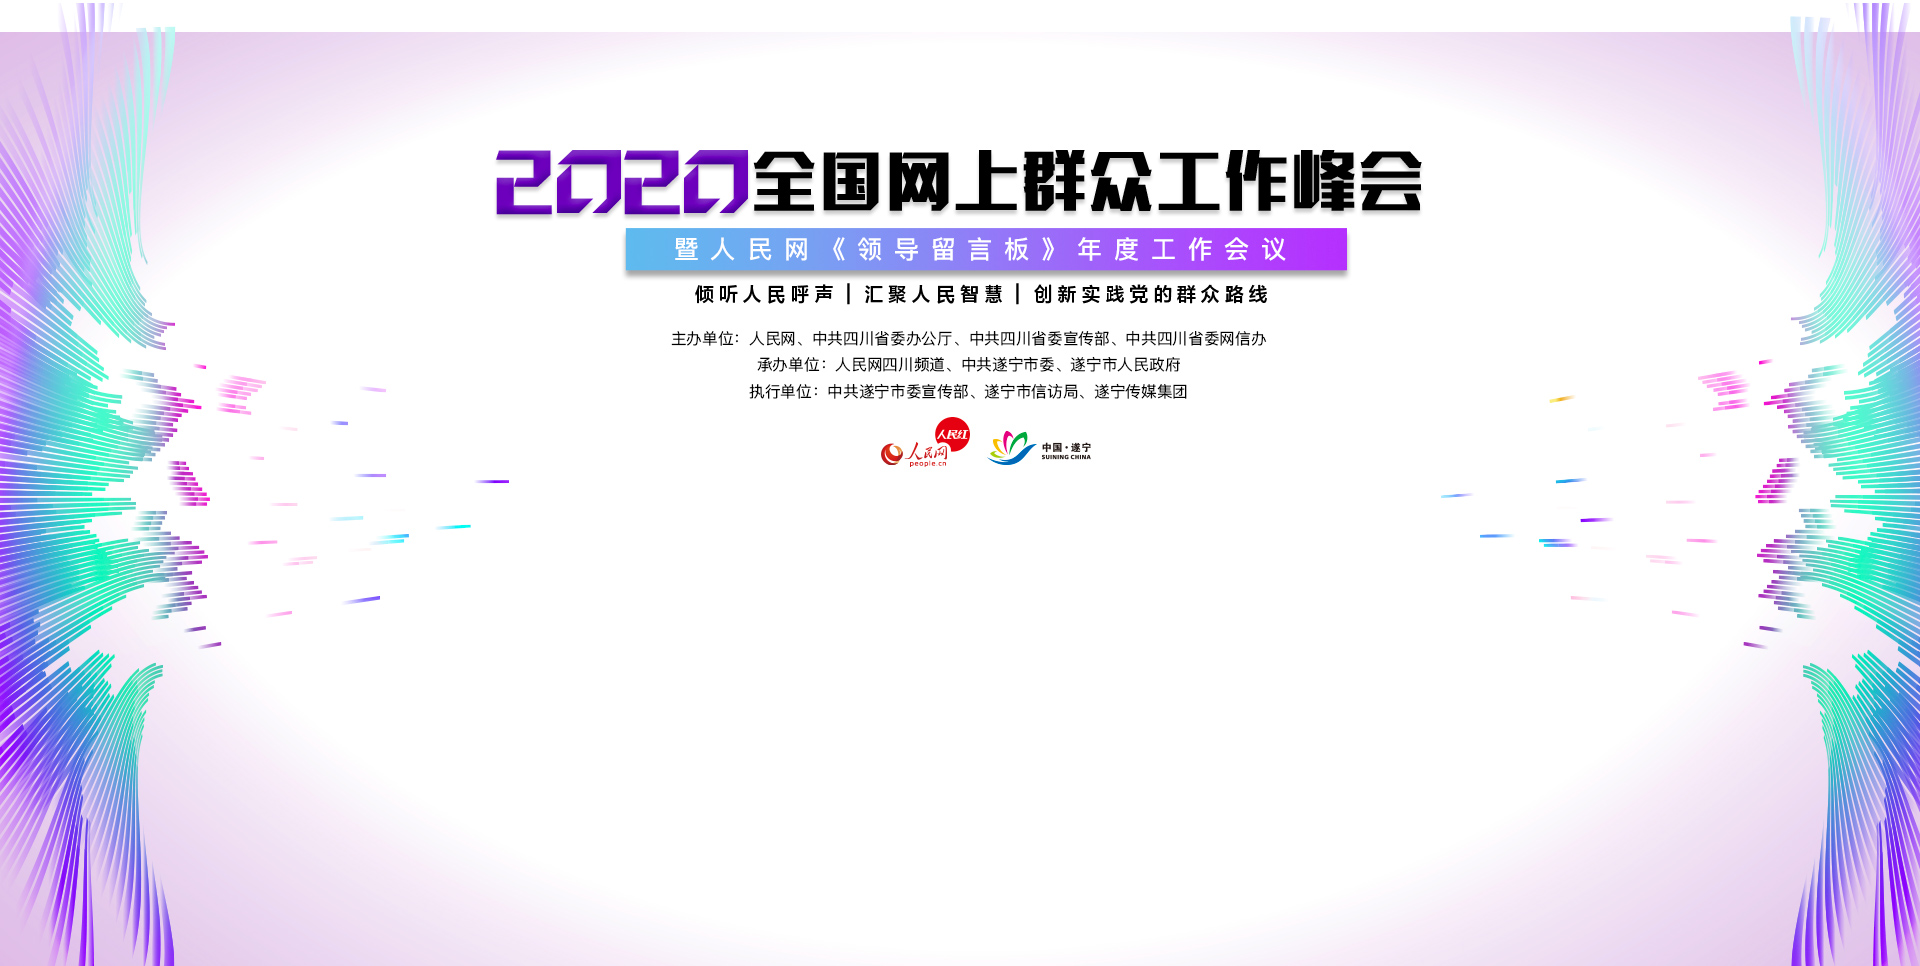 2020全国网上群众工作峰会
暨人民网《领导留言板》年度工作会议
倾听人民呼声｜汇聚人民智慧｜创新实践党的群众路线
主办单位：人民网、中共四川省委办公厅、中共四川省委宣传部、中共四川省委网信办
承办单位：人民网四川频道、中共遂宁市委、遂宁市人民政府
执行单位：中共遂宁市委宣传部、遂宁市信访局、遂宁传媒集团
人民红
人民网
people.cn
中国·遂宁
SUINING CHINA